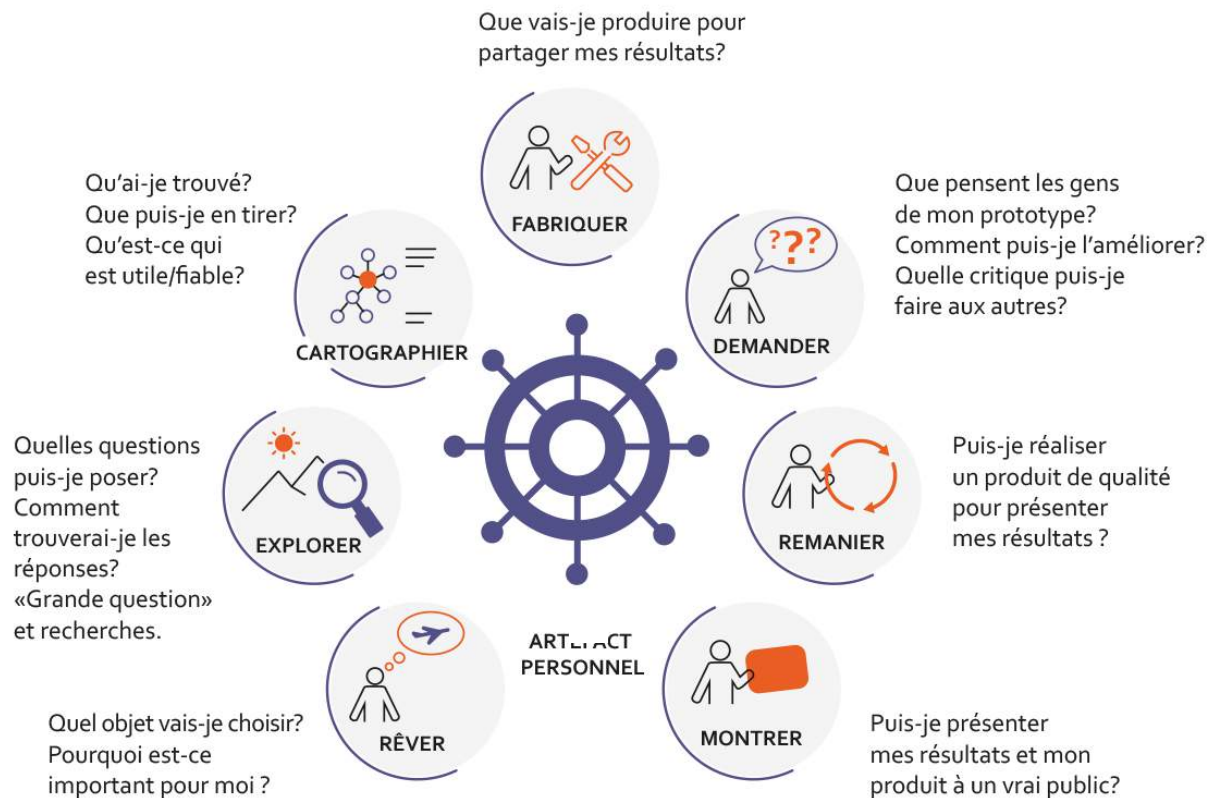 Que vais-je produire pour
partager mes résultats?
FABRIQUER
Qu'ai-je trouvé?
Que puis-je en tirer?
Qu'est-ce qui
est utile/fiable?
CARTOGRAPHIER
Que pensent les gens
de mon prototype?
Comment puis-je l'améliorer?
Quelle critique puis-je
faire aux autres?
???
DEMANDER
Quelles questions
puis-je poser?
Comment
trouverai-je les
réponses?
«Grande question»
et recherches.
EXPLORER
Puis-je réaliser
un produit de qualité
pour présenter
mes résultats ?
REMANIER
Quel objet vais-je choisir?
Pourquoi est-ce
important pour moi ?
RÊVER
PERSONNEL
MONTRER
Puis-je présenter
mes résultats et mon
produit à un vrai public?